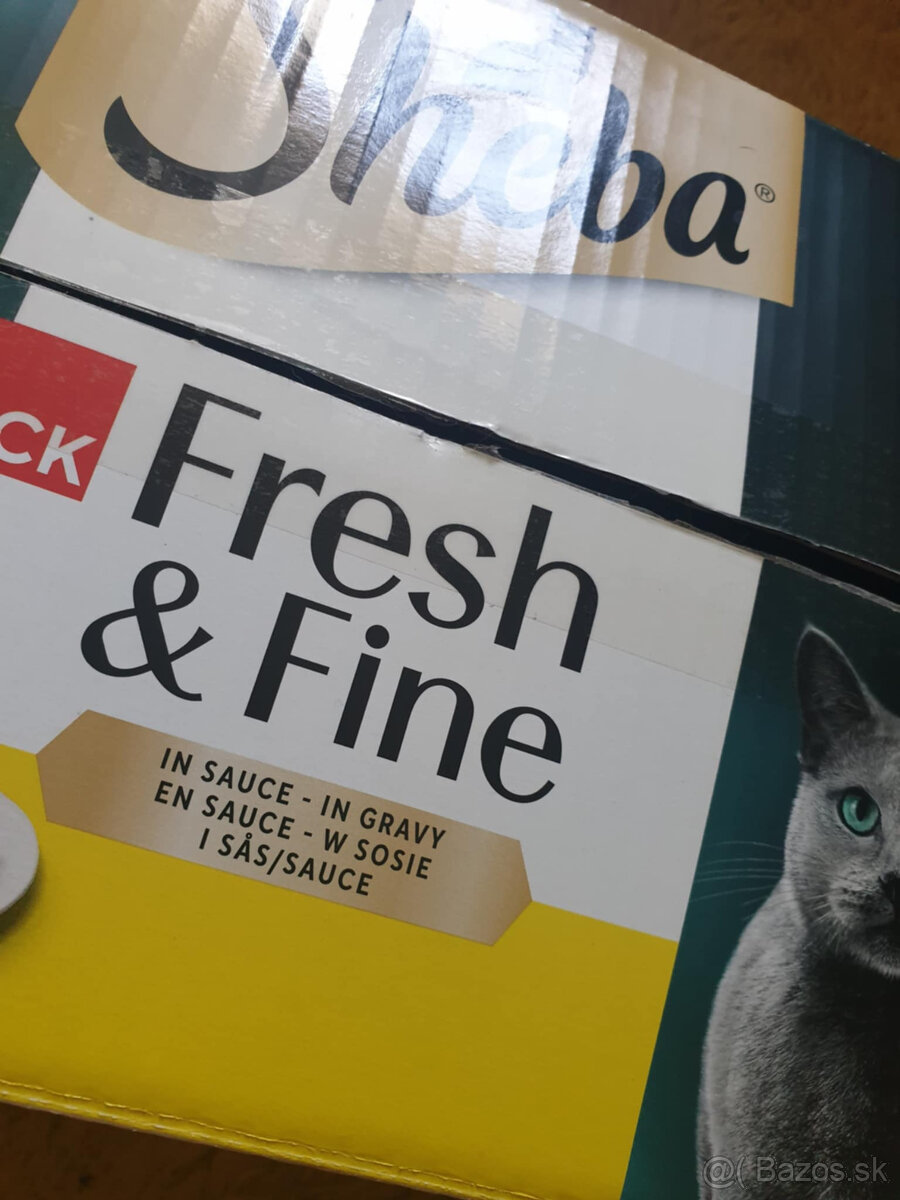 Sheba®
CK
Fresh
& Fine
IN SAUCE - IN GRAVY
EN SAUCE - W SOSIE
I SÅS/SAUCE
@( Bazos.sk